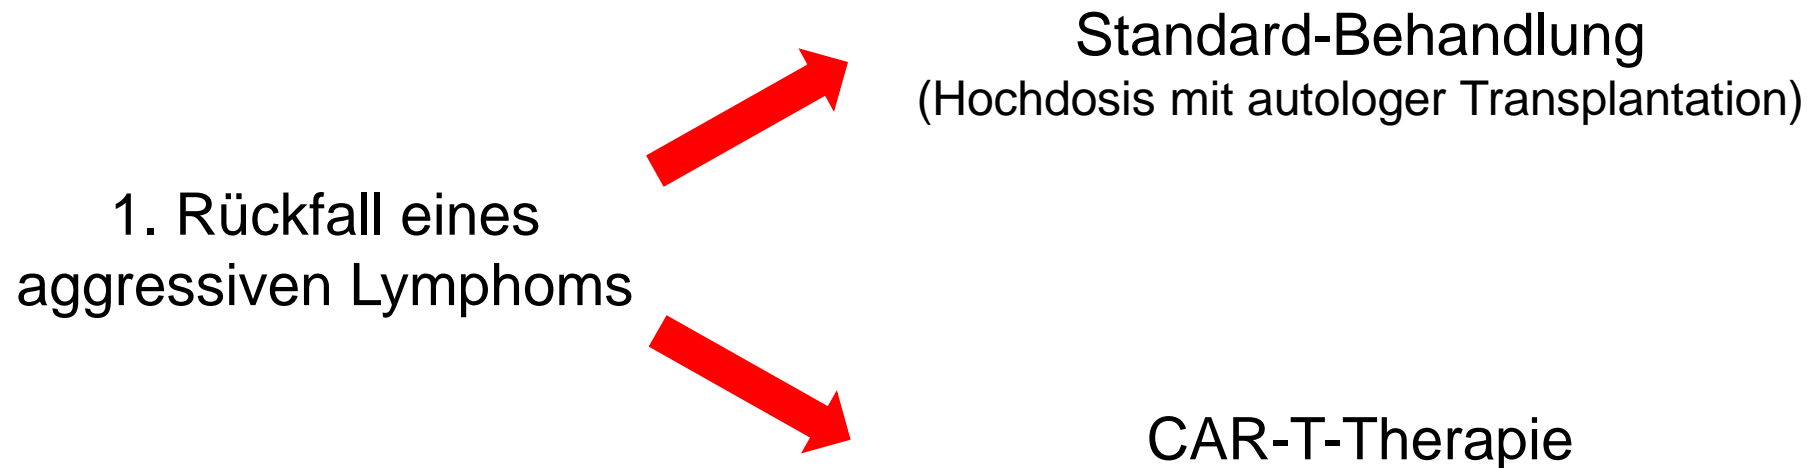 Standard-Behandlung
(Hochdosis mit autologer Transplantation)
1. Rückfall eines
aggressiven Lymphoms
CAR-T-Therapie